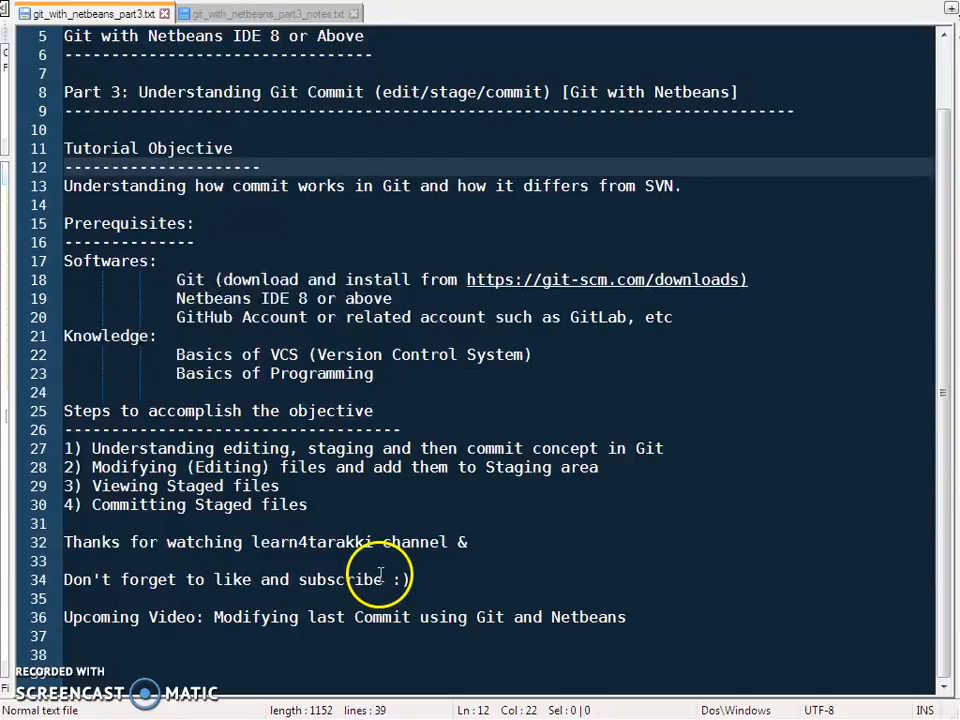 git_with_netbeans_part3.txt
git_with_netbeans_part3_notes.txt
5 Git with Netbeans IDE 8 or Above
6 ---------------------------------
7
8 Part 3: Understanding Git Commit (edit/stage/commit) [Git with Netbeans]
9 ------------------------------------------------------------------------------
10
11 Tutorial Objective
12 ---------------------
13 Understanding how commit works in Git and how it differs from SVN.
14
15 Prerequisites:
16 --------------
17 Softwares:
18 Git (download and install from https://git-scm.com/downloads)
19 Netbeans IDE 8 or above
20 GitHub Account or related account such as GitLab, etc
21 Knowledge:
22 Basics of VCS (Version Control System)
23 Basics of Programming
24
25 Steps to accomplish the objective
26 ------------------------------------
27 1) Understanding editing, staging and then commit concept in Git
28 2) Modifying (Editing) files and add them to Staging area
29 3) Viewing Staged files
30 4) Committing Staged files
31
32 Thanks for watching learn4tarakki channel &
33
34 Don't forget to like and subscribe :)
35
36 Upcoming Video: Modifying last Commit using Git and Netbeans
37
38
RECORDED WITH
SCREENCAST MATIC
Normal text file length : 1152 lines : 39 Ln : 12 Col : 22 Sel : 0 | 0 Dos\Windows UTF-8 INS